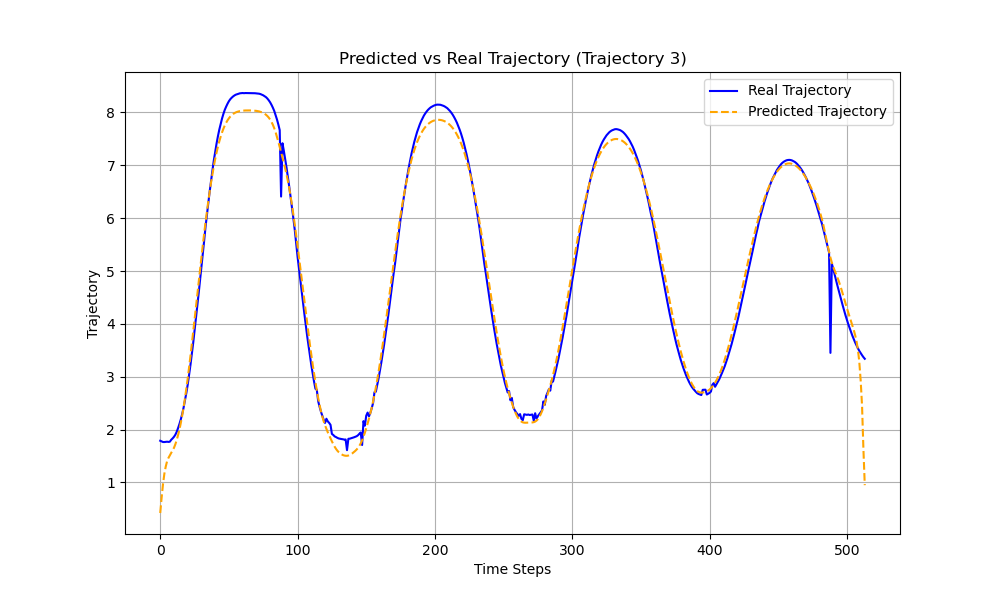 Predicted vs Real Trajectory (Trajectory 3)
Real Trajectory
Predicted Trajectory
8
7
6
5
4
3
2
1
Trajectory
0 100 200 300 400 500
Time Steps